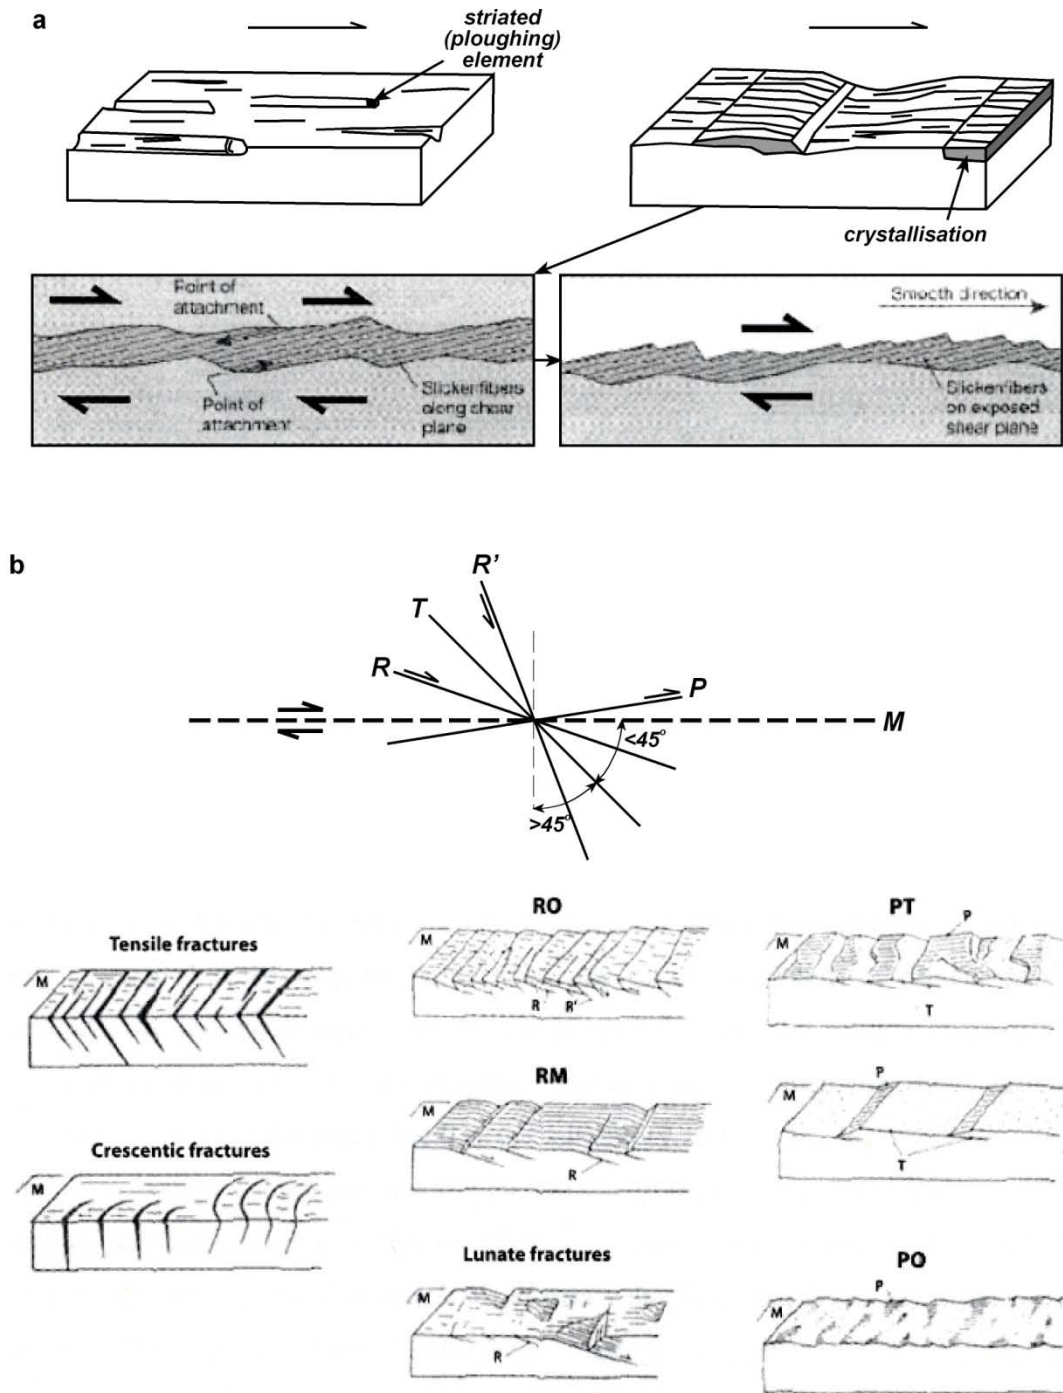 a
striated
(ploughing)
element
crystallisation
Point of
attachment
Point of
attachment
Slickenfibers
along shear
plane
Smooth direction
Slickenfibers
on exposed
shear plane
b
R'
T
R
P
M
<45°
>45°
Tensile fractures
M
Crescentic fractures
M
RO
M
R
R'
RM
M
R
Lunate fractures
M
R
PT
P
M
T
P
M
T
PO
P
M